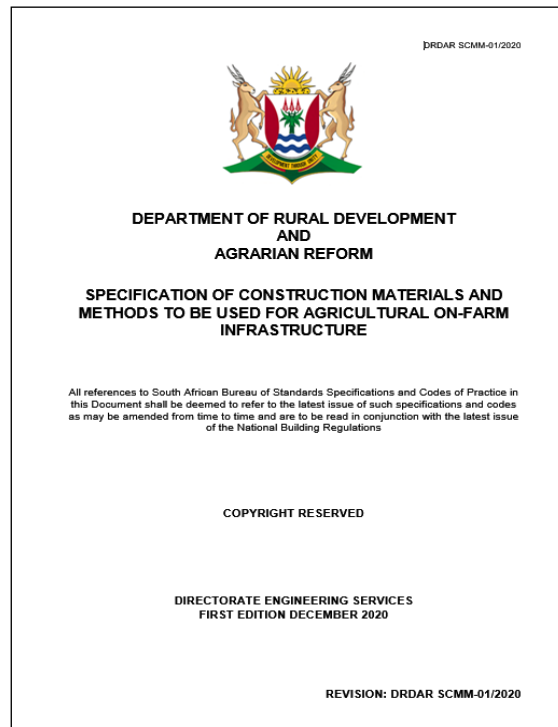 DRDAR SCMM-01/2020
DEVELOPMENT THROUGH UNITY
DEPARTMENT OF RURAL DEVELOPMENT
AND
AGRARIAN REFORM
SPECIFICATION OF CONSTRUCTION MATERIALS AND
METHODS TO BE USED FOR AGRICULTURAL ON-FARM
INFRASTRUCTURE
All references to South African Bureau of Standards Specifications and Codes of Practice in
this Document shall be deemed to refer to the latest issue of such specifications and codes
as may be amended from time to time and are to be read in conjunction with the latest issue
of the National Building Regulations
COPYRIGHT RESERVED
DIRECTORATE ENGINEERING SERVICES
FIRST EDITION DECEMBER 2020
REVISION: DRDAR SCMM-01/2020